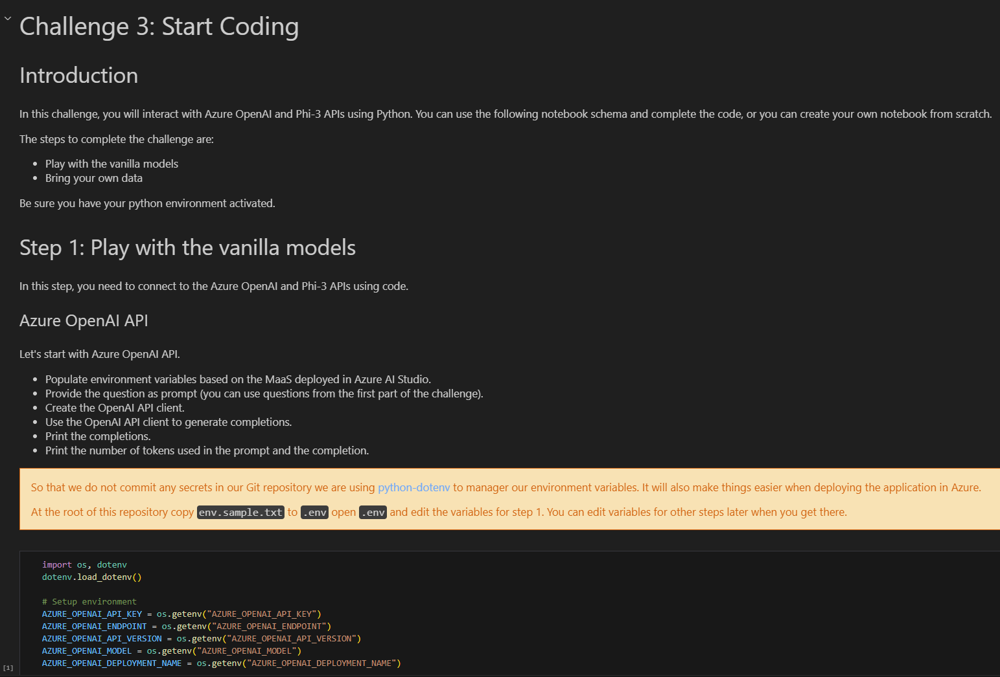 Challenge 3: Start Coding
Introduction
In this challenge, you will interact with Azure OpenAI and Phi-3 APIs using Python. You can use the following notebook schema and complete the code, or you can create your own notebook from scratch.
The steps to complete the challenge are:
• Play with the vanilla models
• Bring your own data
Be sure you have your python environment activated.
Step 1: Play with the vanilla models
In this step, you need to connect to the Azure OpenAI and Phi-3 APIs using code.
Azure OpenAI API
Let's start with Azure OpenAI API.
• Populate environment variables based on the MaaS deployed in Azure AI Studio.
• Provide the question as prompt (you can use questions from the first part of the challenge).
• Create the OpenAI API client.
• Use the OpenAI API client to generate completions.
• Print the completions.
• Print the number of tokens used in the prompt and the completion.
So that we do not commit any secrets in our Git repository we are using python-dotenv to manager our environment variables. It will also make things easier when deploying the application in Azure.
At the root of this repository copy env.sample.txt to .env open .env and edit the variables for step 1. You can edit variables for other steps later when you get there.
import os, dotenv
dotenv.load_dotenv()
# Setup environment
AZURE_OPENAI_API_KEY = os.getenv("AZURE_OPENAI_API_KEY")
AZURE_OPENAI_ENDPOINT = os.getenv("AZURE_OPENAI_ENDPOINT")
AZURE_OPENAI_API_VERSION = os.getenv("AZURE_OPENAI_API_VERSION")
AZURE_OPENAI_MODEL = os.getenv("AZURE_OPENAI_MODEL")
AZURE_OPENAI_DEPLOYMENT_NAME = os.getenv("AZURE_OPENAI_DEPLOYMENT_NAME")
[1]